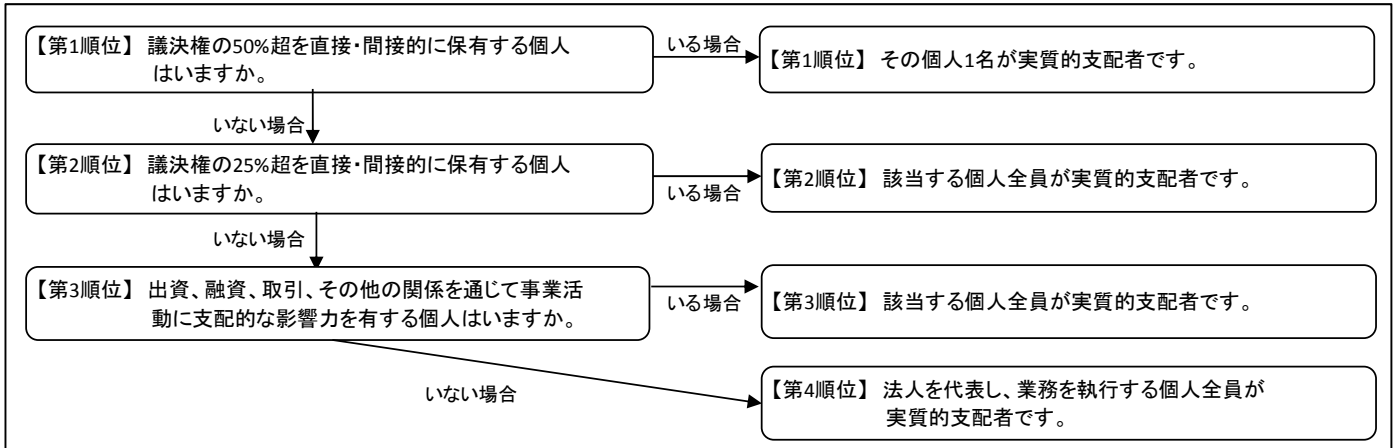 【第1順位】 議決権の50%超を直接・間接的に保有する個人
はいますか。
いる場合
【第1順位】 その個人1名が実質的支配者です。
いない場合
【第2順位】 議決権の25%超を直接・間接的に保有する個人
はいますか。
いる場合
【第2順位】 該当する個人全員が実質的支配者です。
いない場合
【第3順位】 出資、融資、取引、その他の関係を通じて事業活
動に支配的な影響力を有する個人はいますか。
いる場合
【第3順位】 該当する個人全員が実質的支配者です。
いない場合
【第4順位】 法人を代表し、業務を執行する個人全員が
実質的支配者です。